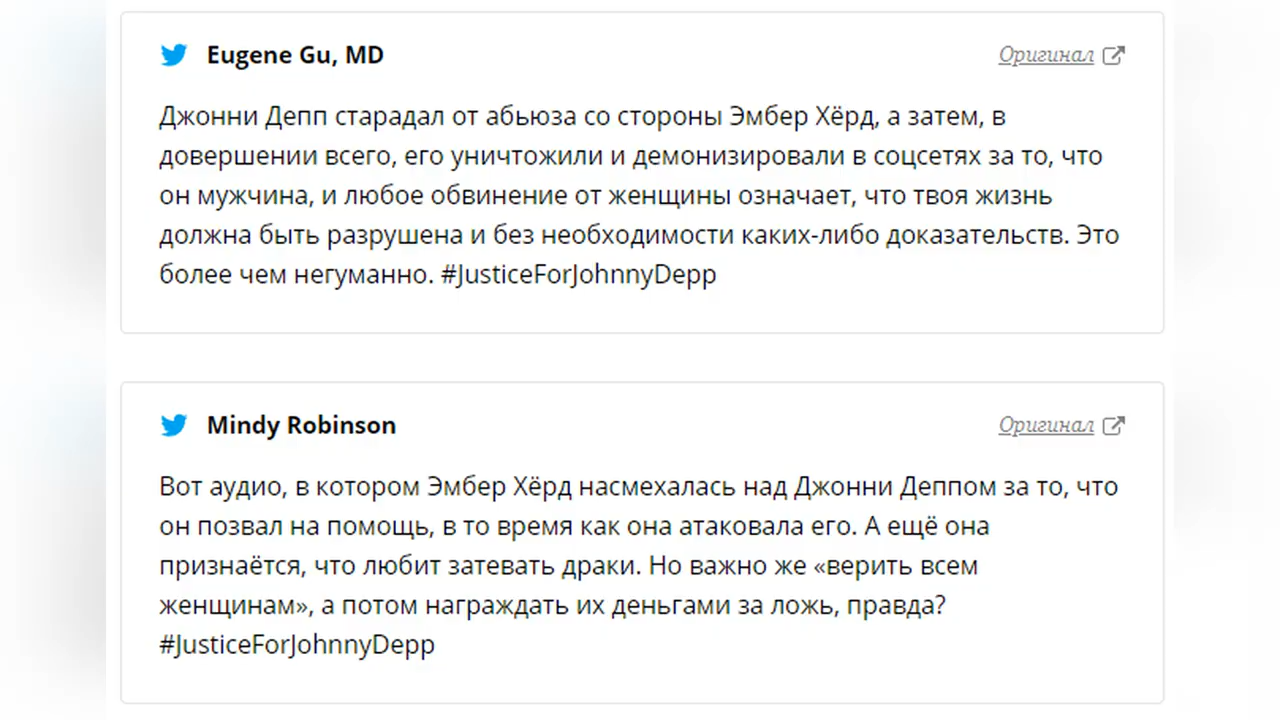 Eugene Gu, MD
Оригинал
Джонни Депп старадал от абьюза со стороны Эмбер Хёрд, а затем, в
довершении всего, его уничтожили и демонизировали в соцсетях за то, что
он мужчина, и любое обвинение от женщины означает, что твоя жизнь
должна быть разрушена и без необходимости каких-либо доказательств. Это
более чем негуманно. #JusticeForJohnnyDepp
Mindy Robinson
Оригинал
Вот аудио, в котором Эмбер Хёрд насмехалась над Джонни Деппом за то, что
он позвал на помощь, в то время как она атаковала его. А ещё она
признаётся, что любит затевать драки. Но важно же «верить всем
женщинам», а потом награждать их деньгами за ложь, правда?
#JusticeForJohnnyDepp